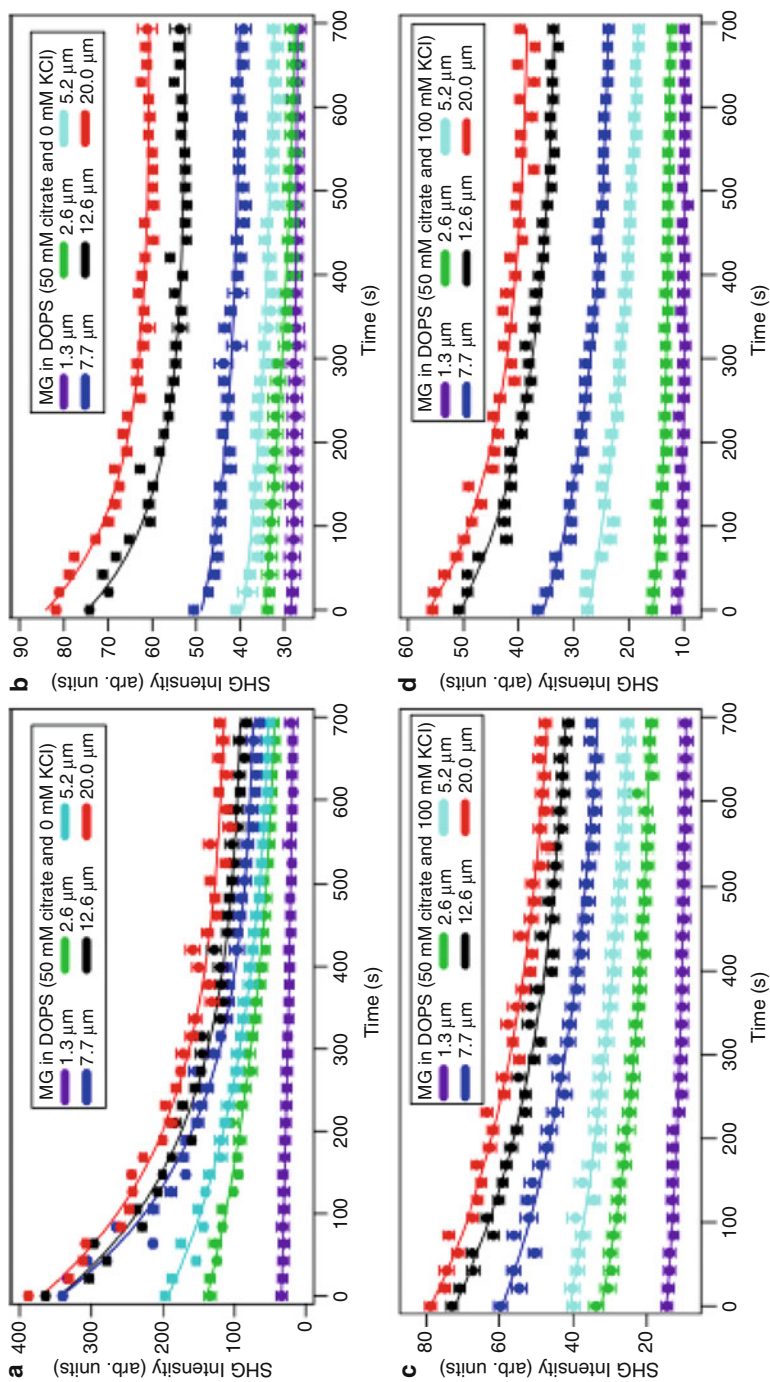 a
SHG Intensity (arb. units)
400
300
200
100
0
MG in DOPS (50 mM citrate and 0 mM KCl)
1.3 µm 2.6 µm 5.2 µm
7.7 µm 12.6 µm 20.0 µm
0 100 200 300 400 500 600 700
Time (s)
b
SHG Intensity (arb. units)
90
80
70
60
50
40
30
MG in DOPS (50 mM citrate and 0 mM KCl)
1.3 µm 2.6 µm 5.2 µm
7.7 µm 12.6 µm 20.0 µm
0 100 200 300 400 500 600 700
Time (s)
c
SHG Intensity (arb. units)
80
60
40
20
MG in DOPS (50 mM citrate and 100 mM KCl)
1.3 µm 2.6 µm 5.2 µm
7.7 µm 12.6 µm 20.0 µm
0 100 200 300 400 500 600 700
Time (s)
d
SHG Intensity (arb. units)
60
50
40
30
20
10
MG in DOPS (50 mM citrate and 100 mM KCl)
1.3 µm 2.6 µm 5.2 µm
7.7 µm 12.6 µm 20.0 µm
0 100 200 300 400 500 600 700
Time (s)